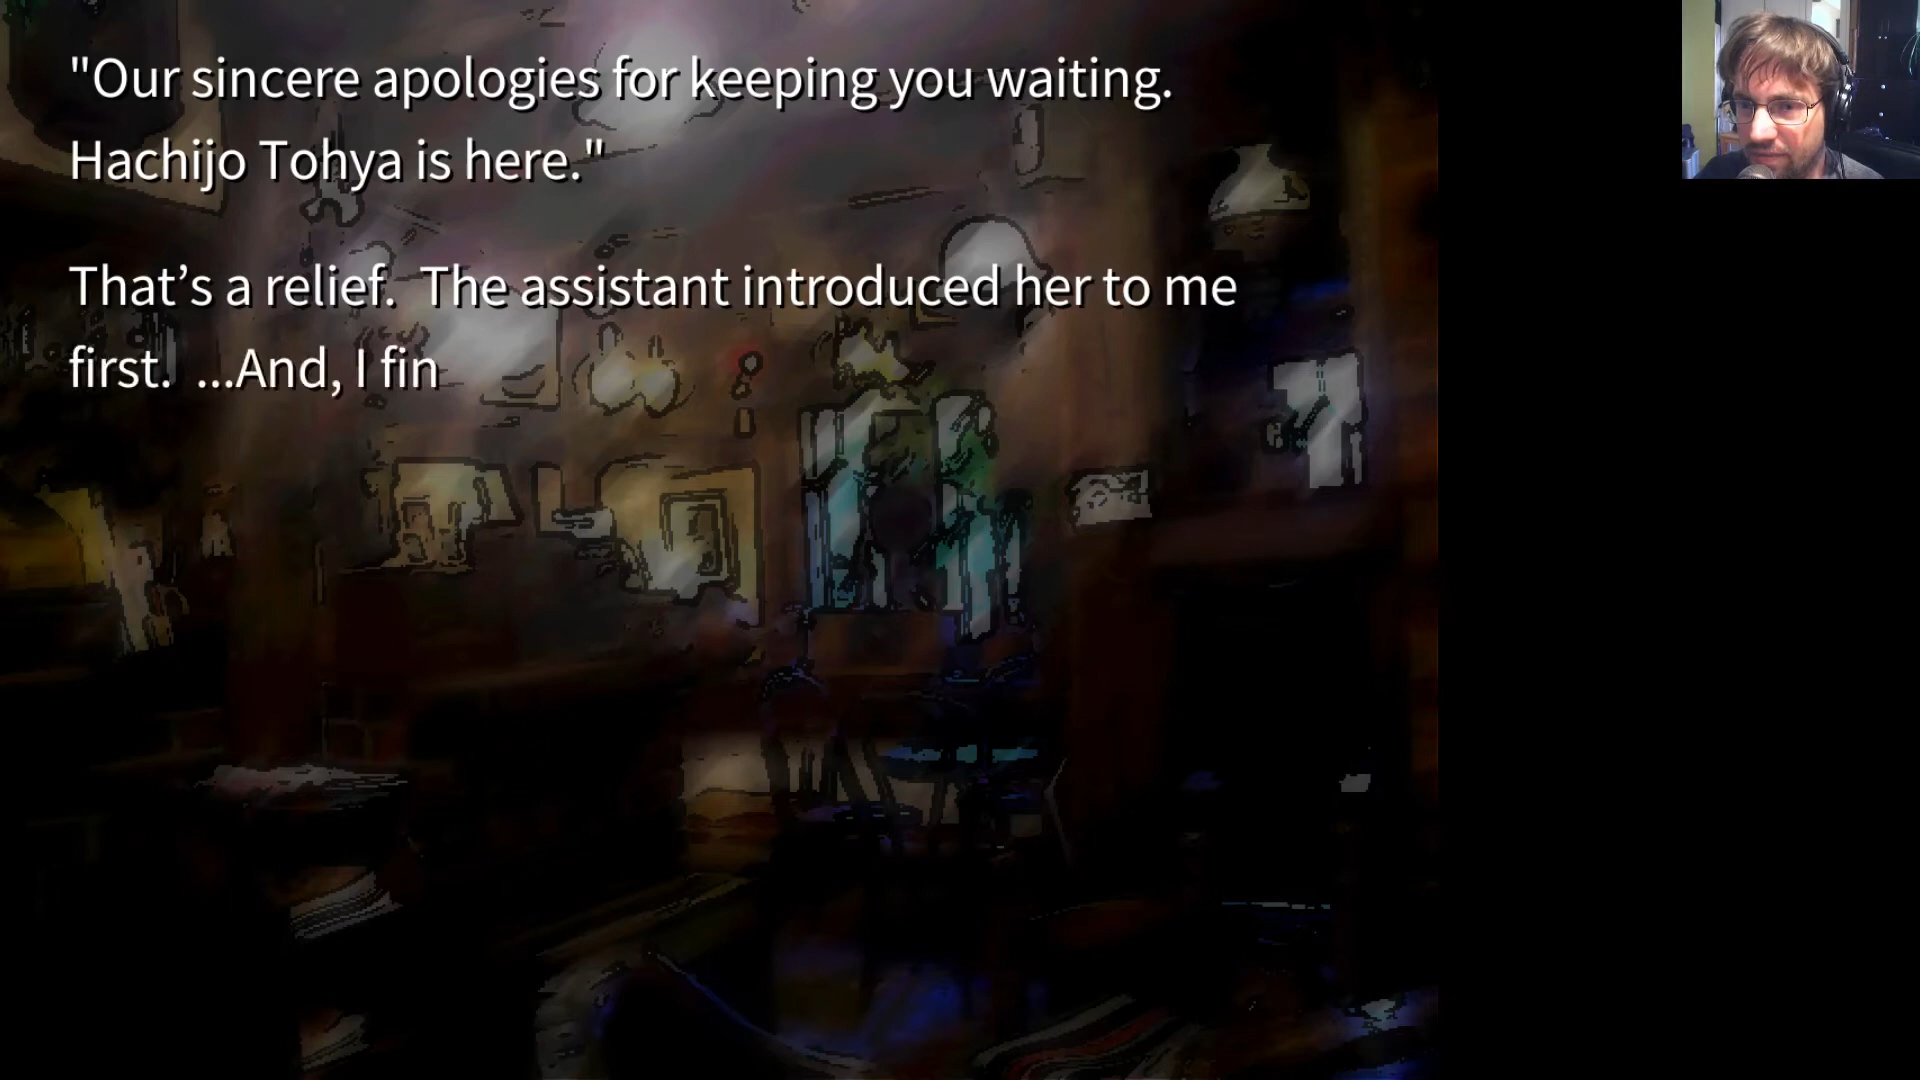 "Our sincere apologies for keeping you waiting.
Hachijo Tohya is here."
That’s a relief.  The assistant introduced her to me
first.  ...And, I fin